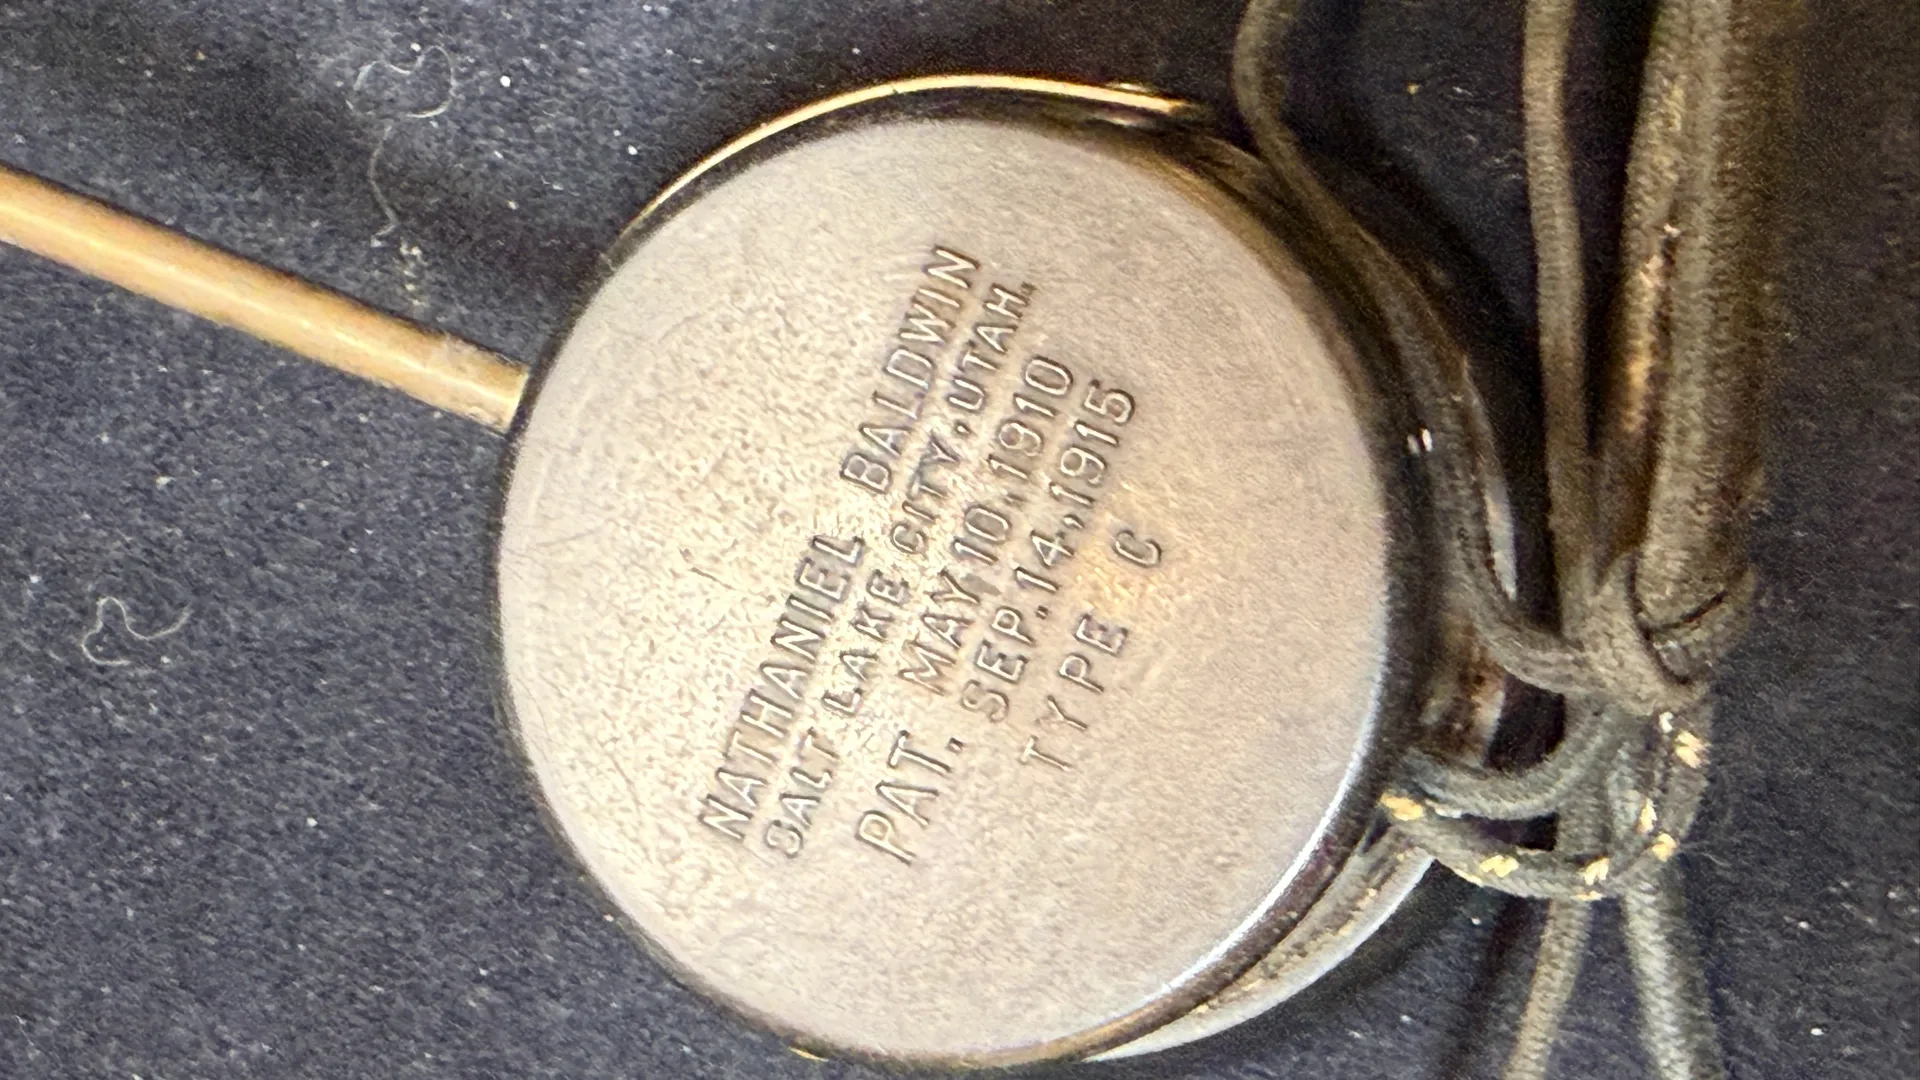 NATHANIEL BALDWIN
SALT LAKE CITY, UTAH.
PAT. MAY 10, 1910
SEP. 14, 1915
TYPE C